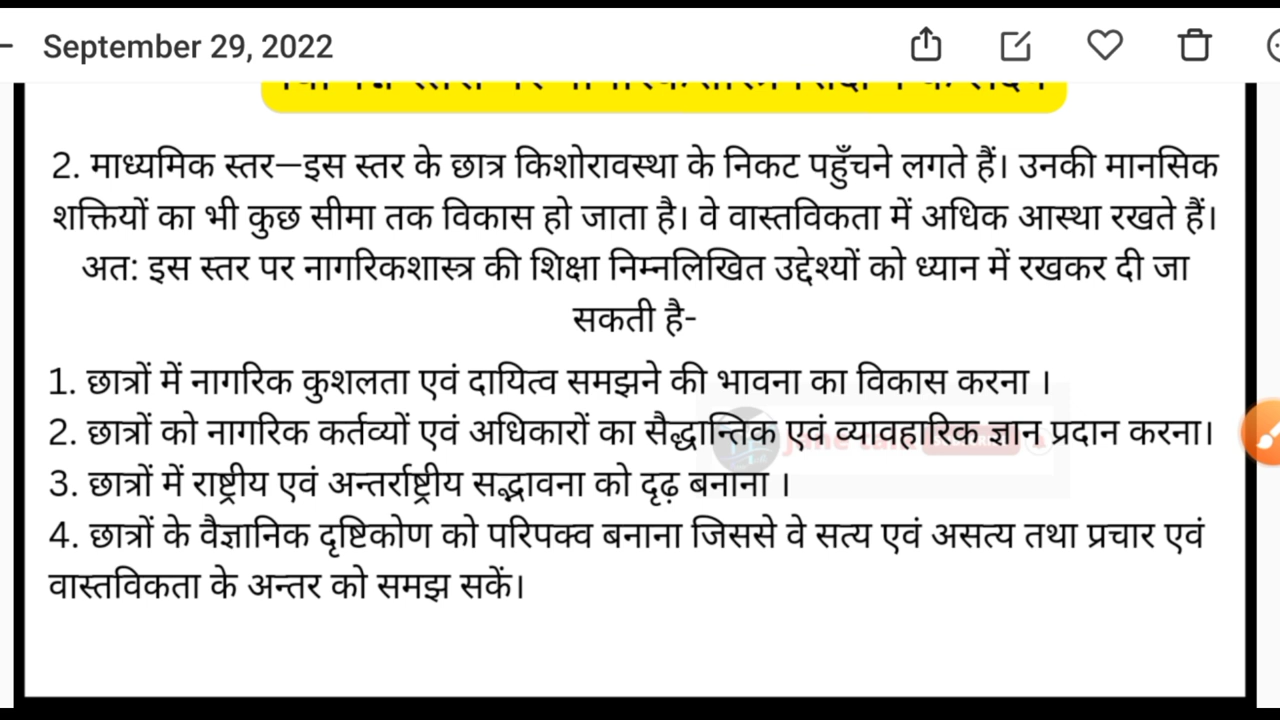 September 29, 2022
2. माध्यमिक स्तर–इस स्तर के छात्र किशोरावस्था के निकट पहुँचने लगते हैं। उनकी मानसिक
शक्तियों का भी कुछ सीमा तक विकास हो जाता है। वे वास्तविकता में अधिक आस्था रखते हैं।
अत: इस स्तर पर नागरिकशास्त्र की शिक्षा निम्नलिखित उद्देश्यों को ध्यान में रखकर दी जा
सकती है-
1. छात्रों में नागरिक कुशलता एवं दायित्व समझने की भावना का विकास करना ।
2. छात्रों को नागरिक कर्तव्यों एवं अधिकारों का सैद्धान्तिक एवं व्यावहारिक ज्ञान प्रदान करना।
3. छात्रों में राष्ट्रीय एवं अन्तर्राष्ट्रीय सद्भावना को दृढ़ बनाना ।
4. छात्रों के वैज्ञानिक दृष्टिकोण को परिपक्व बनाना जिससे वे सत्य एवं असत्य तथा प्रचार एवं
वास्तविकता के अन्तर को समझ सकें।